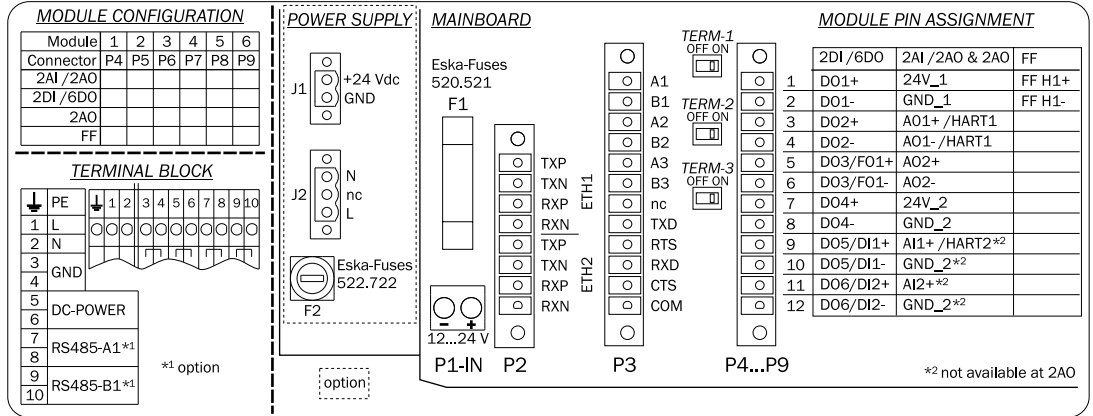 MODULE CONFIGURATION
Module 1 2 3 4 5 6
Connector P4 P5 P6 P7 P8 P9
2AI /2AO
2DI /6DO
2AO
FF
TERMINAL BLOCK
PE
1 L
2 N
3
4
GND
5
6
DC-POWER
7
8
RS485-A1*1
9
10
RS485-B1*1
1 2 3 4 5 6 7 8 9 10
*1 option
POWER SUPPLY
J1
+24 Vdc
GND
J2
N
nc
L
Eska-Fuses
522.722
F2
option
MAINBOARD
Eska-Fuses
520.521
F1
- +
12...24 V
P1-IN
TXP
TXN
RXP
RXN
ETH1
TXP
TXN
RXP
RXN
ETH2
P2
A1
B1
A2
B2
A3
B3
nc
TXD
RTS
RXD
CTS
COM
P3
TERM-1
OFF ON
TERM-2
OFF ON
TERM-3
OFF ON
P4...P9
MODULE PIN ASSIGNMENT
2DI /6DO 2AI /2AO & 2AO FF
1 DO1+ 24V_1 FF H1+
2 DO1- GND_1 FF H1-
3 DO2+ AO1+ /HART1
4 DO2- AO1- /HART1
5 DO3/FO1+ AO2+
6 DO3/FO1- AO2-
7 DO4+ 24V_2
8 DO4- GND_2
9 DO5/DI1+ AI1+ /HART2*2
10 DO5/DI1- GND_2*2
11 DO6/DI2+ AI2+*2
12 DO6/DI2- GND_2*2
*2 not available at 2AO